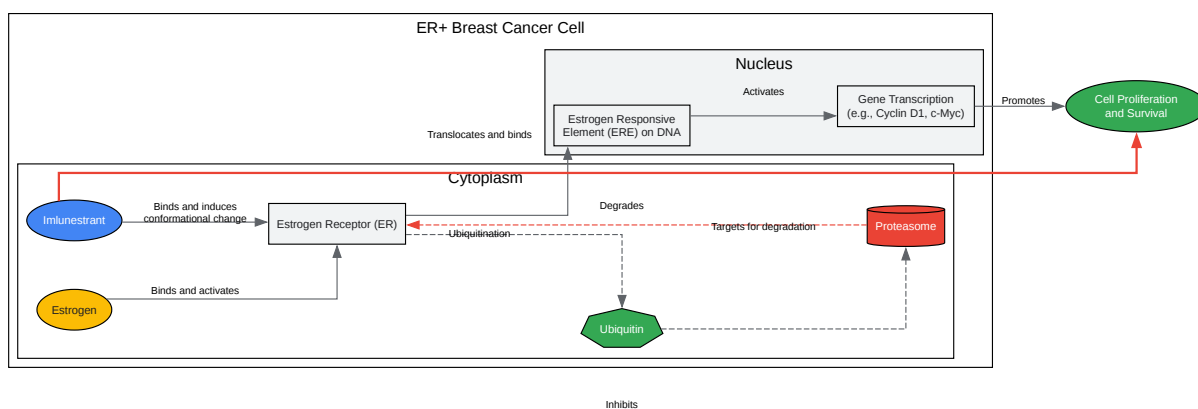 ER+ Breast Cancer Cell
Nucleus
Activates
Gene Transcription
(e.g., Cyclin D1, c-Myc)
Promotes
Cell Proliferation
and Survival
Estrogen Responsive
Element (ERE) on DNA
Translocates and binds
Cytoplasm
Imlunestrant
Binds and induces
conformational change
Estrogen Receptor (ER)
Degrades
Targets for degradation
Proteasome
Ubiquitination
Binds and activates
Estrogen
Ubiquitin
Inhibits